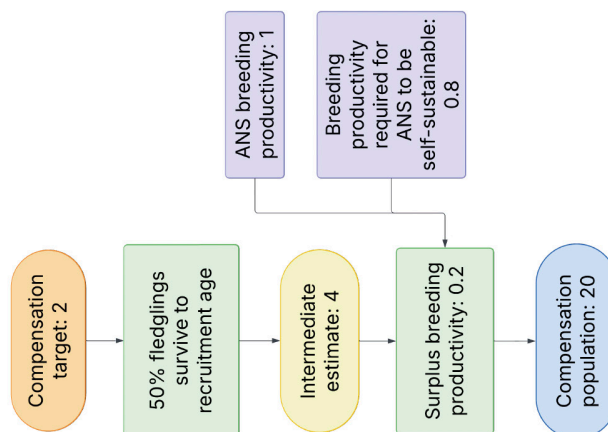 Compensation
target: 2
50% fledglings
survive to
recruitment age
Intermediate
estimate: 4
ANS breeding
productivity: 1
Breeding
productivity
required for
ANS to be
self-sustainable:
0.8
Surplus breeding
productivity: 0.2
Compensation
population: 20